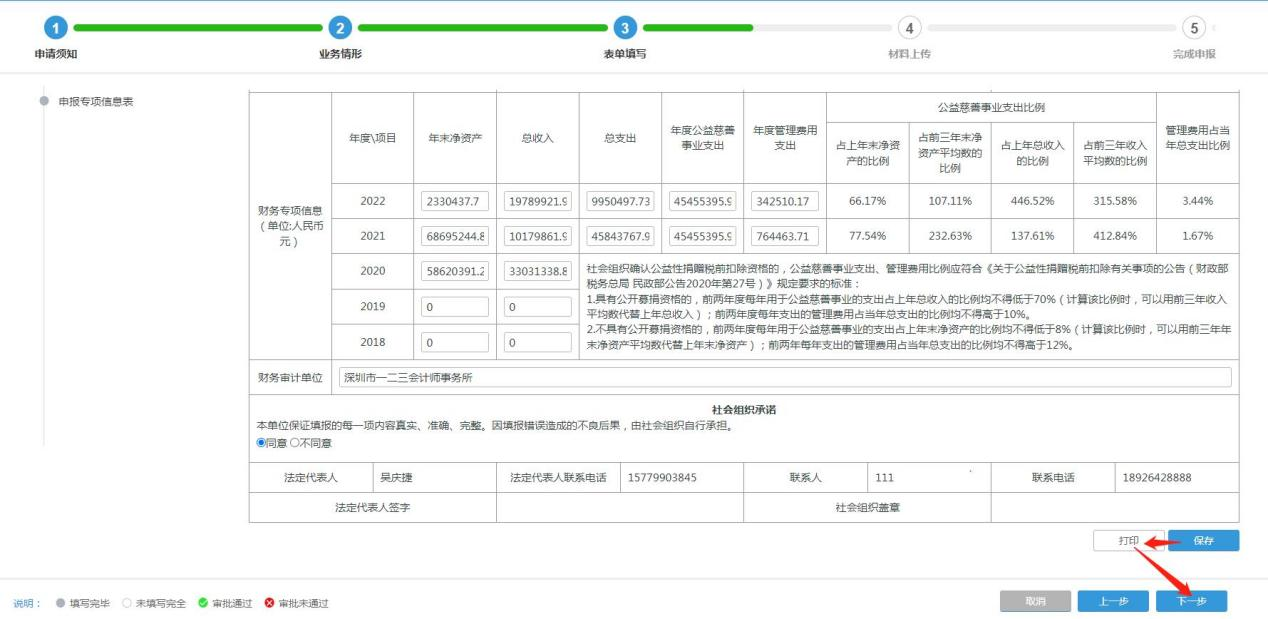 1
2
3
4
5
申请须知
业务情形
表单填写
材料上传
完成申报
申报专项信息表
财务专项信息
（单位:人民币
元）
年度\项目
年末净资产
总收入
总支出
年度公益慈善
事业支出
年度管理费用
支出
公益慈善事业支出比例
占上年末净资
产的比例
占前三年末净
资产平均数的
比例
占上年总收入
的比例
占前三年收入
平均数的比例
管理费用占当
年总支出比例
2022
2330437.7
19789921.9
9950497.73
45455395.9
342510.17
66.17%
107.11%
446.52%
315.58%
3.44%
2021
68695244.8
10179861.9
45843767.9
45455395.9
764463.71
77.54%
232.63%
137.61%
412.84%
1.67%
2020
58620391.2
33031338.8
2019
0
0
2018
0
0
社会组织确认公益性捐赠税前扣除资格的，公益慈善事业支出、管理费用比例应符合《关于公益性捐赠税前扣除有关事项的公告（财政部
税务总局 民政部公告2020年第27号）》规定要求的标准：
1.具有公开募捐资格的，前两年度每年用于公益慈善事业的支出占上年总收入的比例均不得低于70%（计算该比例时，可以用前三年收入
平均数代替上年总收入）；前两年度每年支出的管理费用占当年总支出的比例均不得高于10%。
2.不具有公开募捐资格的，前两年度每年用于公益慈善事业的支出占上年末净资产的比例均不得低于8%（计算该比例时，可以用前三年年
末净资产平均数代替上年末净资产）；前两年每年支出的管理费用占当年总支出的比例均不得高于12%。
财务审计单位
深圳市一二三会计师事务所
社会组织承诺
本单位保证填报的每一项内容真实、准确、完整。因填报错误造成的不良后果，由社会组织自行承担。
同意 不同意
法定代表人
吴庆捷
法定代表人联系电话
15779903845
联系人
111
联系电话
18926428888
法定代表人签字
社会组织盖章
打印
保存
说明：
填写完毕
未填写完全
审批通过
审批未通过
取消
上一步
下一步